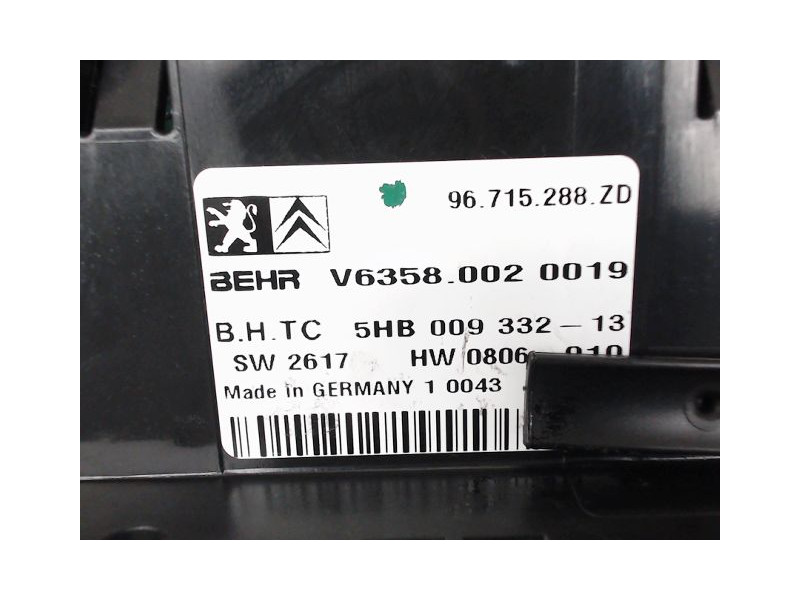 96.715.288.ZD
BEHR V6358.002 0019
B.H.TC 5HB 009 332-13
SW 2617 HW 0806
Made in GERMANY 1 0043